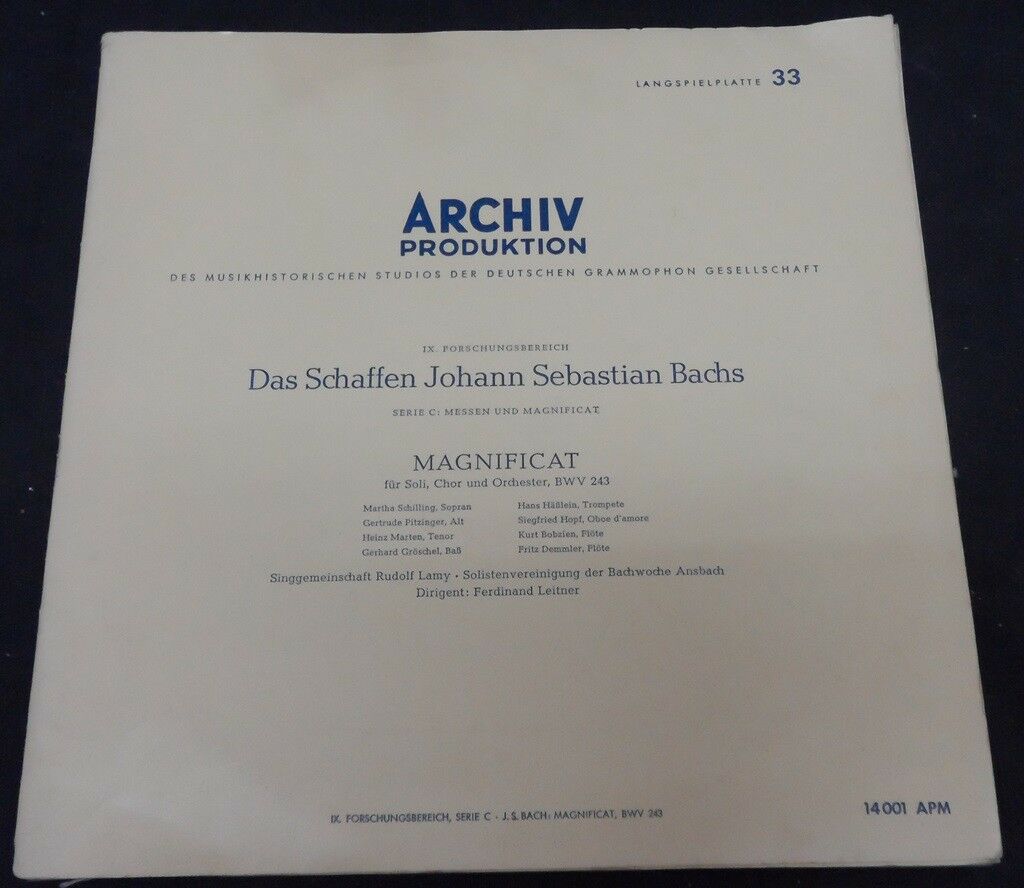 LANGSPIELPLATTE 33
ARCHIV
PRODUKTION
DES MUSIKHISTORISCHEN STUDIOS DER DEUTSCHEN GRAMMOPHON GESELLSCHAFT
IX. FORSCHUNGSBEREICH
Das Schaffen Johann Sebastian Bachs
SERIE C: MESSEN UND MAGNIFICAT
MAGNIFICAT
für Soli, Chor und Orchester, BWV 243
Martha Schilling, Sopran
Gertrude Pitzinger, Alt
Heinz Marten, Tenor
Gerhard Gröschel, Baß
Hans Häßlein, Trompete
Siegfried Hopf, Oboe d'amore
Kurt Bobzien, Flöte
Fritz Demmler, Flöte
Singgemeinschaft Rudolf Lamy · Solistenvereinigung der Bachwoche Ansbach
Dirigent: Ferdinand Leitner
IX. FORSCHUNGSBEREICH, SERIE C - J. S. BACH: MAGNIFICAT, BWV 243
14 001 APM